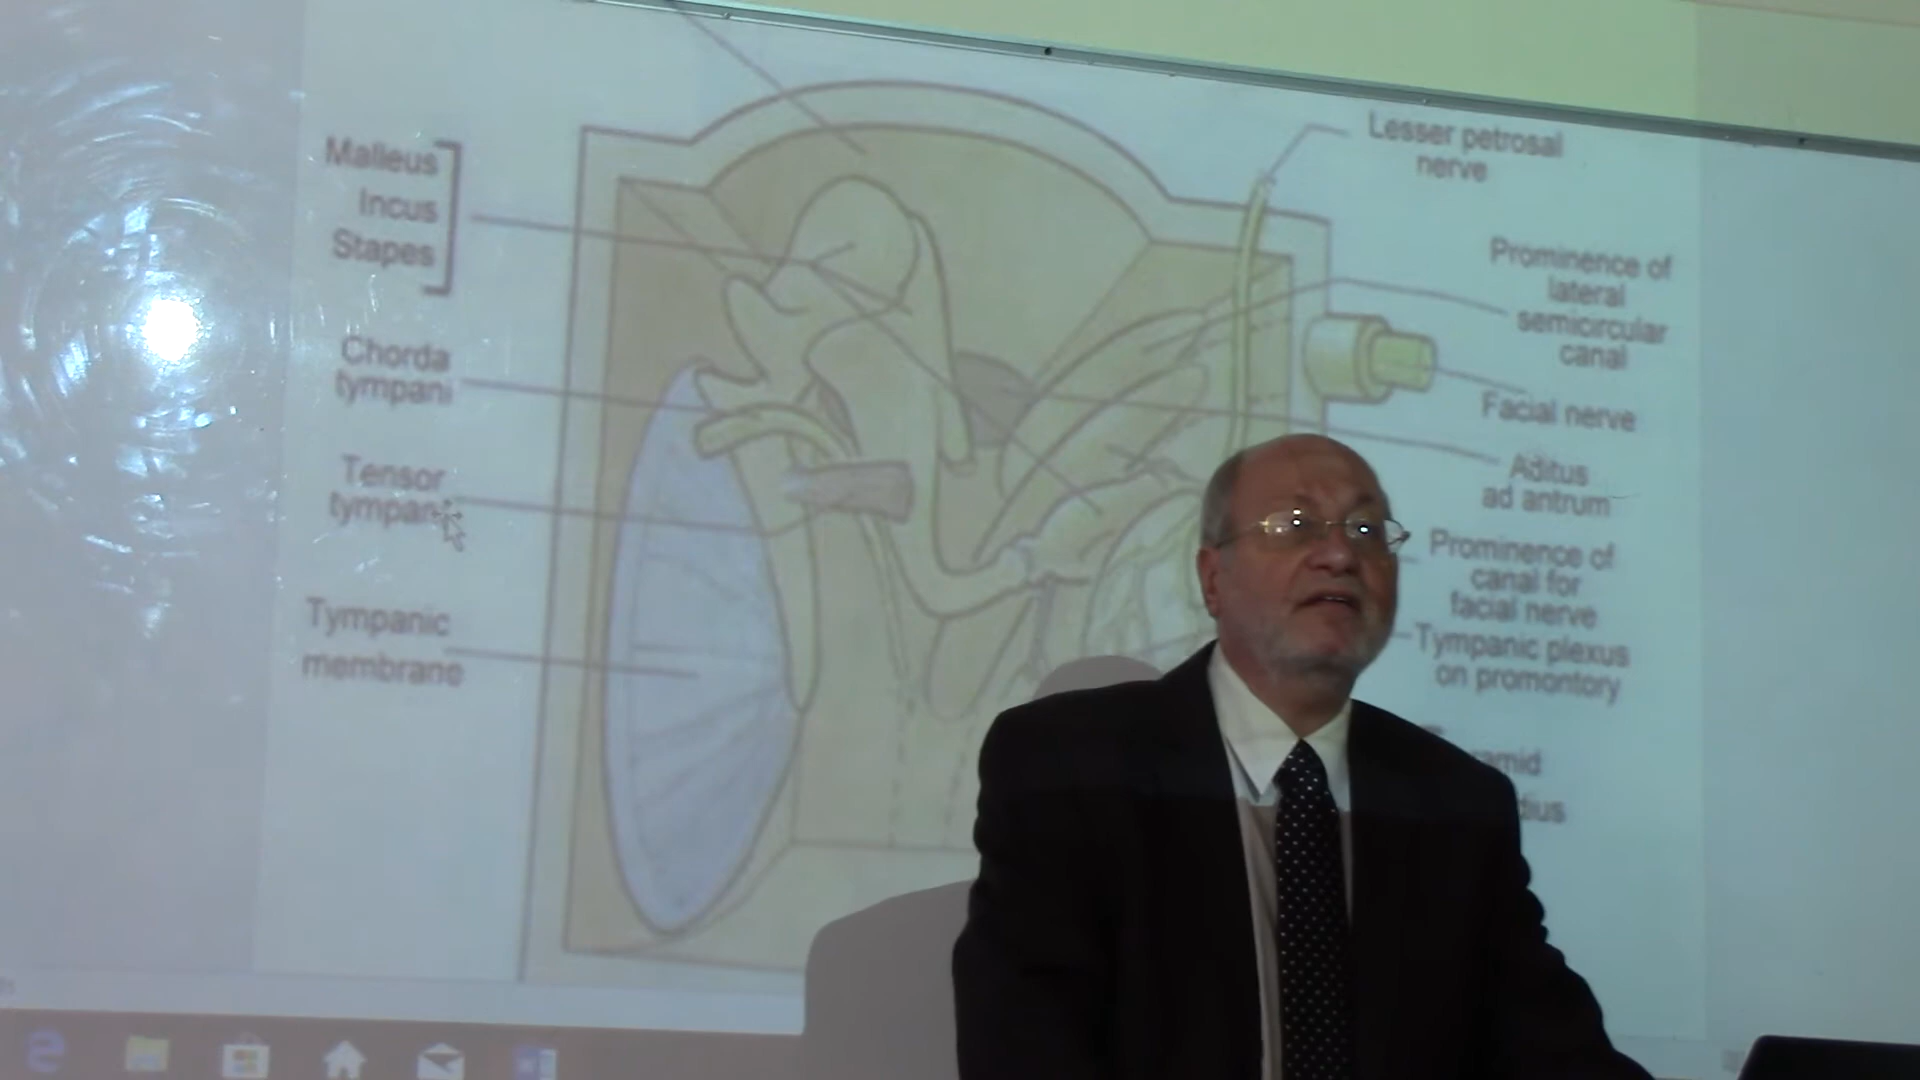 Malleus
Incus
Stapes
Chorda
tympani
Tensor
tympani
Tympanic
membrane
Lesser petrosal
nerve
Prominence of
lateral
semicircular
canal
Facial nerve
Aditus
ad antrum
Prominence of
canal for
facial nerve
Tympanic plexus
on promontory